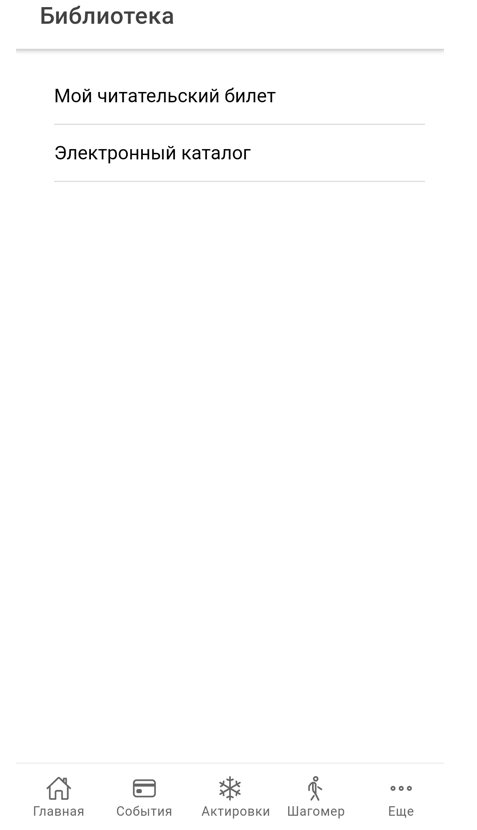 Библиотека
Мой читательский билет
Электронный каталог
Главная События Актировки Шагомер Еще